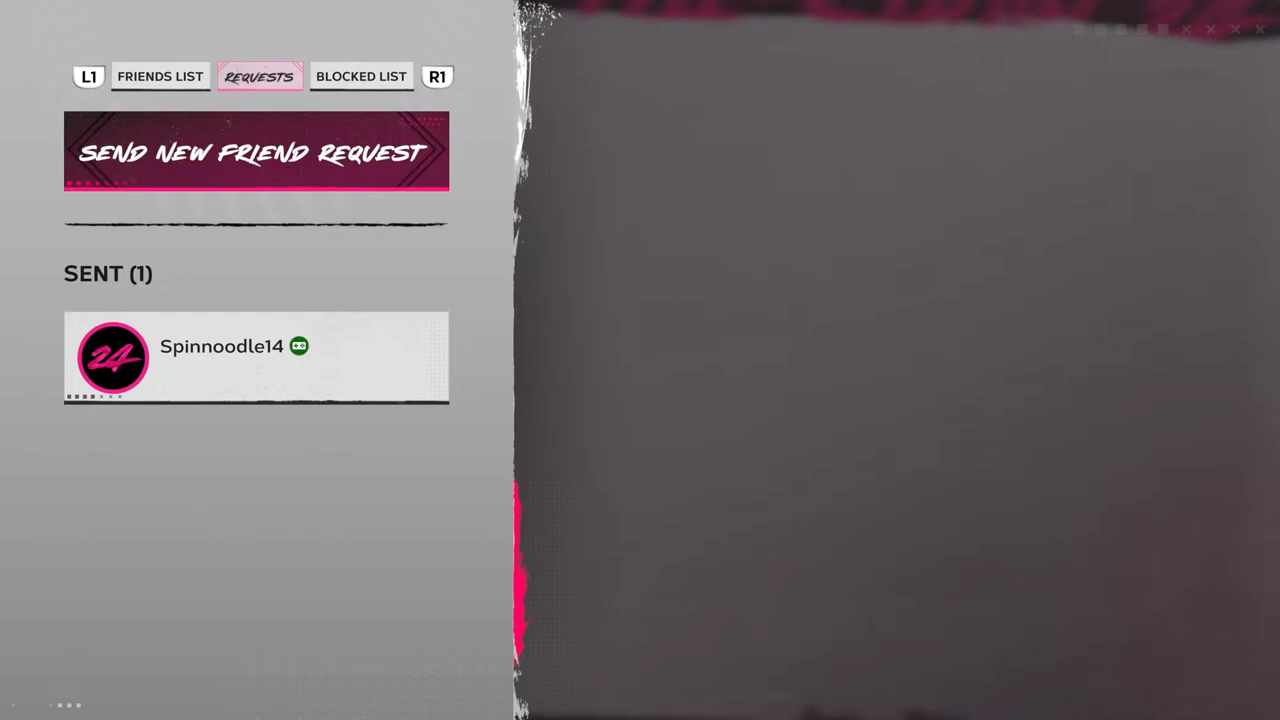 L1 FRIENDS LIST REQUESTS BLOCKED LIST R1
SEND NEW FRIEND REQUEST
SENT (1)
24 Spinnoodle14